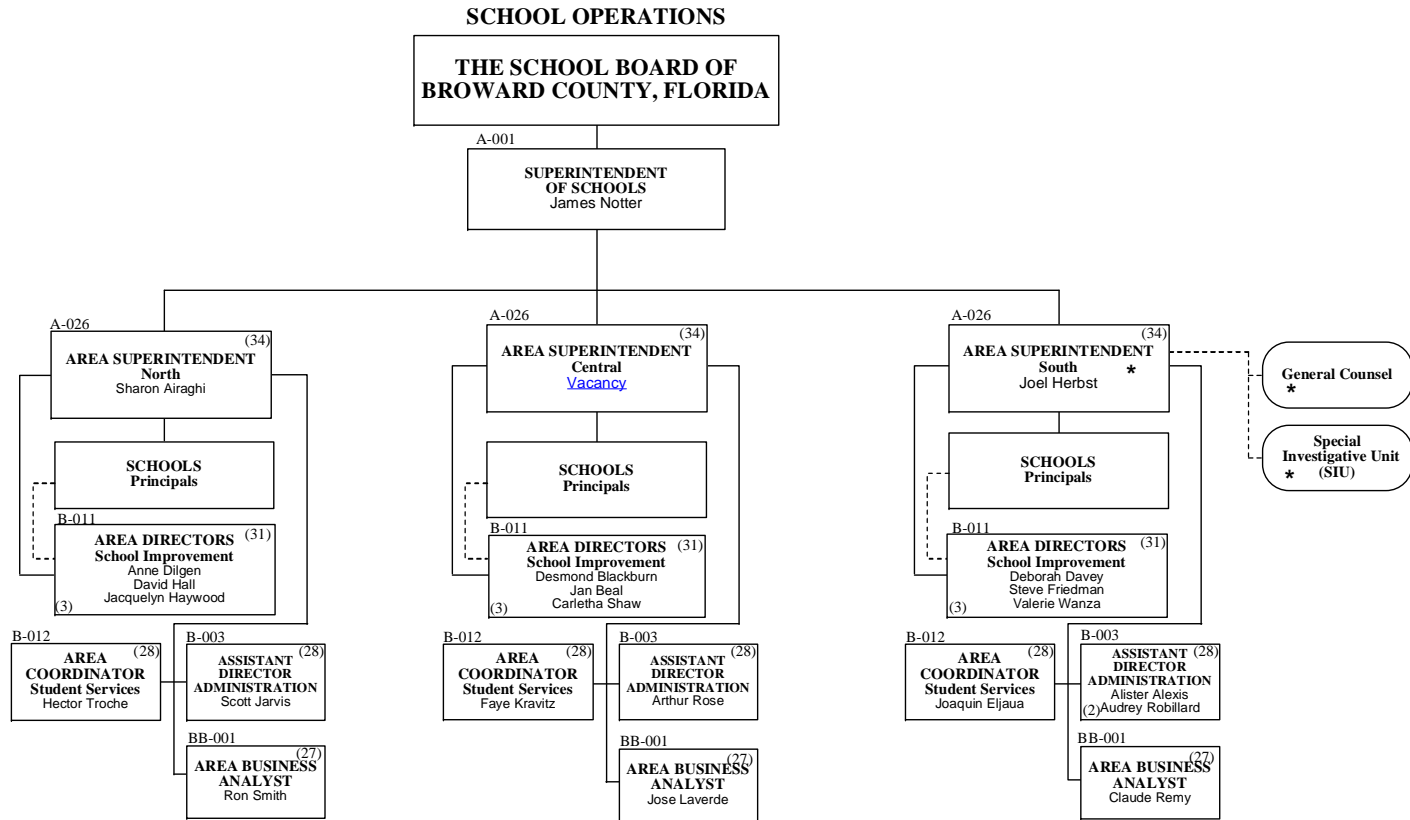 SCHOOL OPERATIONS
THE SCHOOL BOARD OF
BROWARD COUNTY, FLORIDA
A-001
SUPERINTENDENT
OF SCHOOLS
James Notter
A-026
(34)
AREA SUPERINTENDENT
North
Sharon Airaghi
SCHOOLS
Principals
B-011
(31)
AREA DIRECTORS
School Improvement
Anne Dilgen
David Hall
Jacquelyn Haywood
(3)
B-012
(28)
AREA
COORDINATOR
Student Services
Hector Troche
B-003
(28)
ASSISTANT
DIRECTOR
ADMINISTRATION
Scott Jarvis
BB-001
(27)
AREA BUSINESS
ANALYST
Ron Smith
A-026
(34)
AREA SUPERINTENDENT
Central
Vacancy
SCHOOLS
Principals
B-011
(31)
AREA DIRECTORS
School Improvement
Desmond Blackburn
Jan Beal
Carletha Shaw
(3)
B-012
(28)
AREA
COORDINATOR
Student Services
Faye Kravitz
B-003
(28)
ASSISTANT
DIRECTOR
ADMINISTRATION
Arthur Rose
BB-001
(27)
AREA BUSINESS
ANALYST
Jose Laverde
A-026
(34)
AREA SUPERINTENDENT
South *
Joel Herbst
General Counsel
*
Special
Investigative Unit
* (SIU)
SCHOOLS
Principals
B-011
(31)
AREA DIRECTORS
School Improvement
Deborah Davey
Steve Friedman
Valerie Wanza
(3)
B-012
(28)
AREA
COORDINATOR
Student Services
Joaquin Eljaua
B-003
(28)
ASSISTANT
DIRECTOR
ADMINISTRATION
Alister Alexis
(2) Audrey Robillard
BB-001
(27)
AREA BUSINESS
ANALYST
Claude Remy